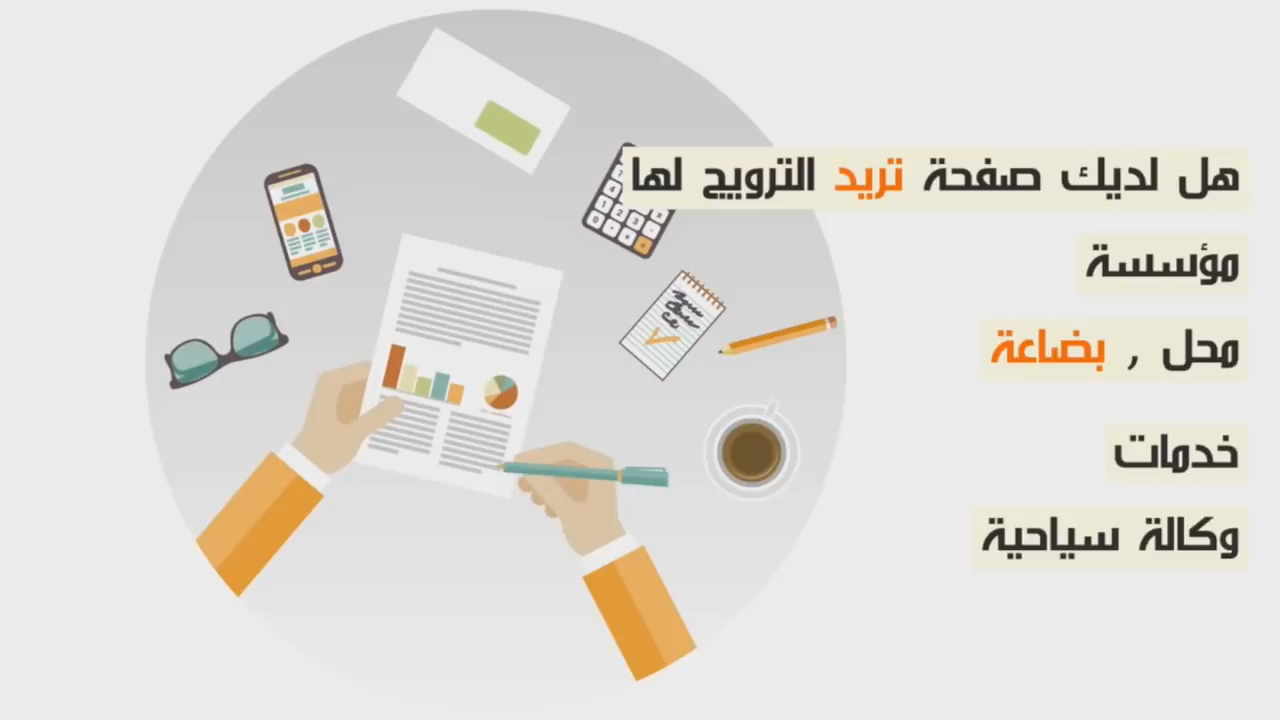 هل لديك صفحة تريد الترويج لها
مؤسسة
محل , بضاعة
خدمات
وكالة سياحية